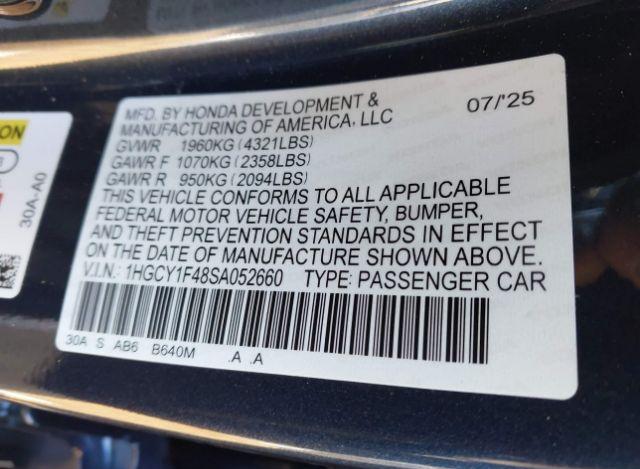 MFD. BY HONDA DEVELOPMENT &
MANUFACTURING OF AMERICA, LLC
07/'25
GVWR 1960KG (4321LBS)
GAWR F 1070KG (2358LBS)
GAWR R 950KG (2094LBS)
THIS VEHICLE CONFORMS TO ALL APPLICABLE
FEDERAL MOTOR VEHICLE SAFETY, BUMPER,
AND THEFT PREVENTION STANDARDS IN EFFECT
ON THE DATE OF MANUFACTURE SHOWN ABOVE.
V.I.N.: 1HGCY1F48SA052660 TYPE: PASSENGER CAR
30A S AB6 B640M .A .A
30A-A0